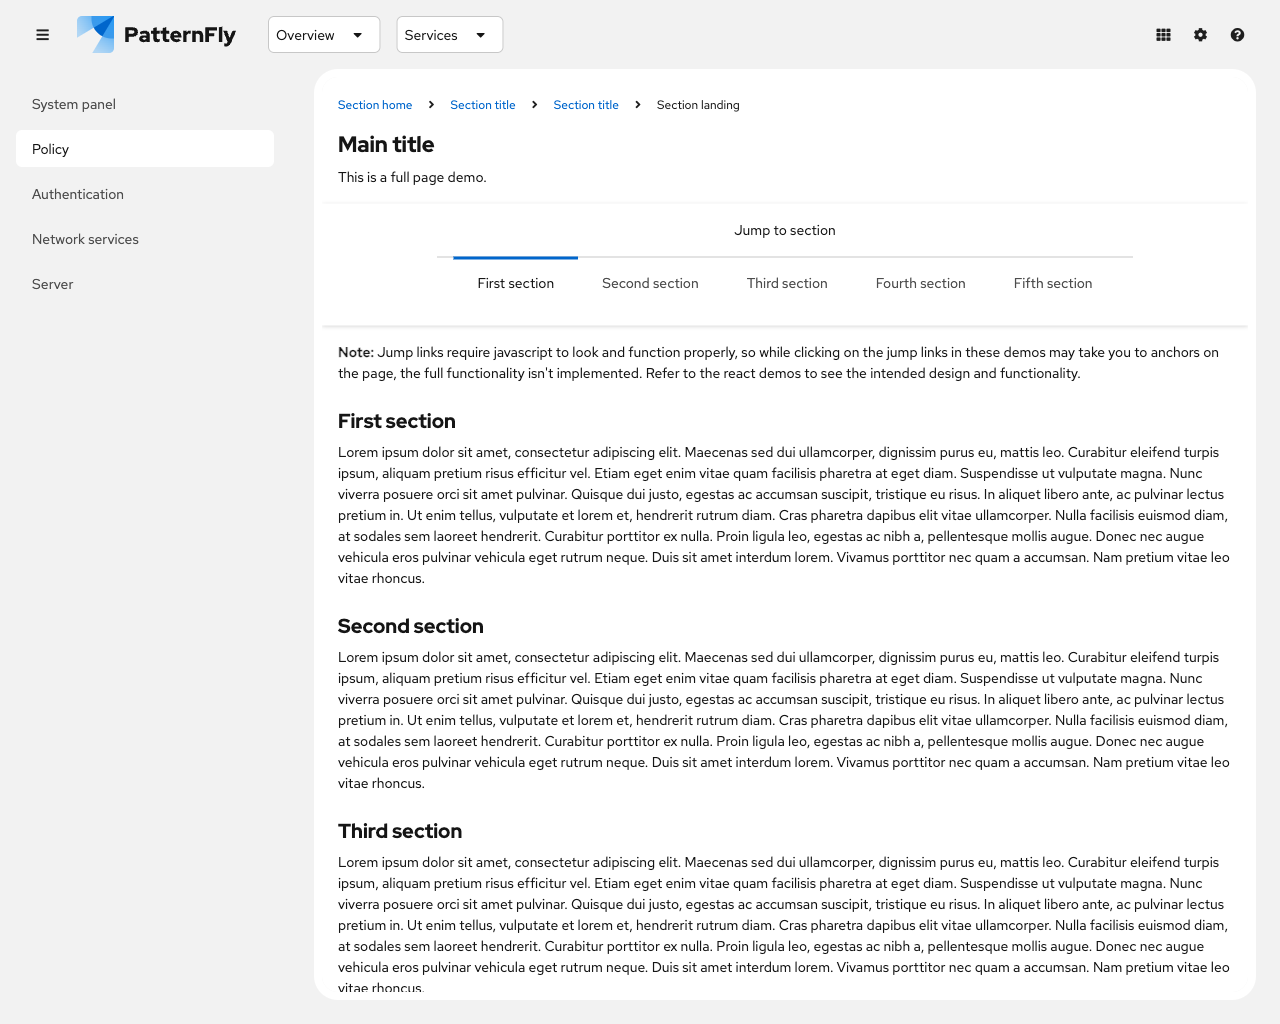 PatternFly
Overview
Services
System panel
Policy
Authentication
Network services
Server
Section home
Section title
Section title
Section landing
Main title
This is a full page demo.
Jump to section
First section
Second section
Third section
Fourth section
Fifth section
Note: Jump links require javascript to look and function properly, so while clicking on the jump links in these demos may take you to anchors on
the page, the full functionality isn't implemented. Refer to the react demos to see the intended design and functionality.
First section
Lorem ipsum dolor sit amet, consectetur adipiscing elit. Maecenas sed dui ullamcorper, dignissim purus eu, mattis leo. Curabitur eleifend turpis
ipsum, aliquam pretium risus efficitur vel. Etiam eget enim vitae quam facilisis pharetra at eget diam. Suspendisse ut vulputate magna. Nunc
viverra posuere orci sit amet pulvinar. Quisque dui justo, egestas ac accumsan suscipit, tristique eu risus. In aliquet libero ante, ac pulvinar lectus
pretium in. Ut enim tellus, vulputate et lorem et, hendrerit rutrum diam. Cras pharetra dapibus elit vitae ullamcorper. Nulla facilisis euismod diam,
at sodales sem laoreet hendrerit. Curabitur porttitor ex nulla. Proin ligula leo, egestas ac nibh a, pellentesque mollis augue. Donec nec augue
vehicula eros pulvinar vehicula eget rutrum neque. Duis sit amet interdum lorem. Vivamus porttitor nec quam a accumsan. Nam pretium vitae leo
vitae rhoncus.
Second section
Lorem ipsum dolor sit amet, consectetur adipiscing elit. Maecenas sed dui ullamcorper, dignissim purus eu, mattis leo. Curabitur eleifend turpis
ipsum, aliquam pretium risus efficitur vel. Etiam eget enim vitae quam facilisis pharetra at eget diam. Suspendisse ut vulputate magna. Nunc
viverra posuere orci sit amet pulvinar. Quisque dui justo, egestas ac accumsan suscipit, tristique eu risus. In aliquet libero ante, ac pulvinar lectus
pretium in. Ut enim tellus, vulputate et lorem et, hendrerit rutrum diam. Cras pharetra dapibus elit vitae ullamcorper. Nulla facilisis euismod diam,
at sodales sem laoreet hendrerit. Curabitur porttitor ex nulla. Proin ligula leo, egestas ac nibh a, pellentesque mollis augue. Donec nec augue
vehicula eros pulvinar vehicula eget rutrum neque. Duis sit amet interdum lorem. Vivamus porttitor nec quam a accumsan. Nam pretium vitae leo
vitae rhoncus.
Third section
Lorem ipsum dolor sit amet, consectetur adipiscing elit. Maecenas sed dui ullamcorper, dignissim purus eu, mattis leo. Curabitur eleifend turpis
ipsum, aliquam pretium risus efficitur vel. Etiam eget enim vitae quam facilisis pharetra at eget diam. Suspendisse ut vulputate magna. Nunc
viverra posuere orci sit amet pulvinar. Quisque dui justo, egestas ac accumsan suscipit, tristique eu risus. In aliquet libero ante, ac pulvinar lectus
pretium in. Ut enim tellus, vulputate et lorem et, hendrerit rutrum diam. Cras pharetra dapibus elit vitae ullamcorper. Nulla facilisis euismod diam,
at sodales sem laoreet hendrerit. Curabitur porttitor ex nulla. Proin ligula leo, egestas ac nibh a, pellentesque mollis augue. Donec nec augue
vehicula eros pulvinar vehicula eget rutrum neque. Duis sit amet interdum lorem. Vivamus porttitor nec quam a accumsan. Nam pretium vitae leo
vitae rhoncus.